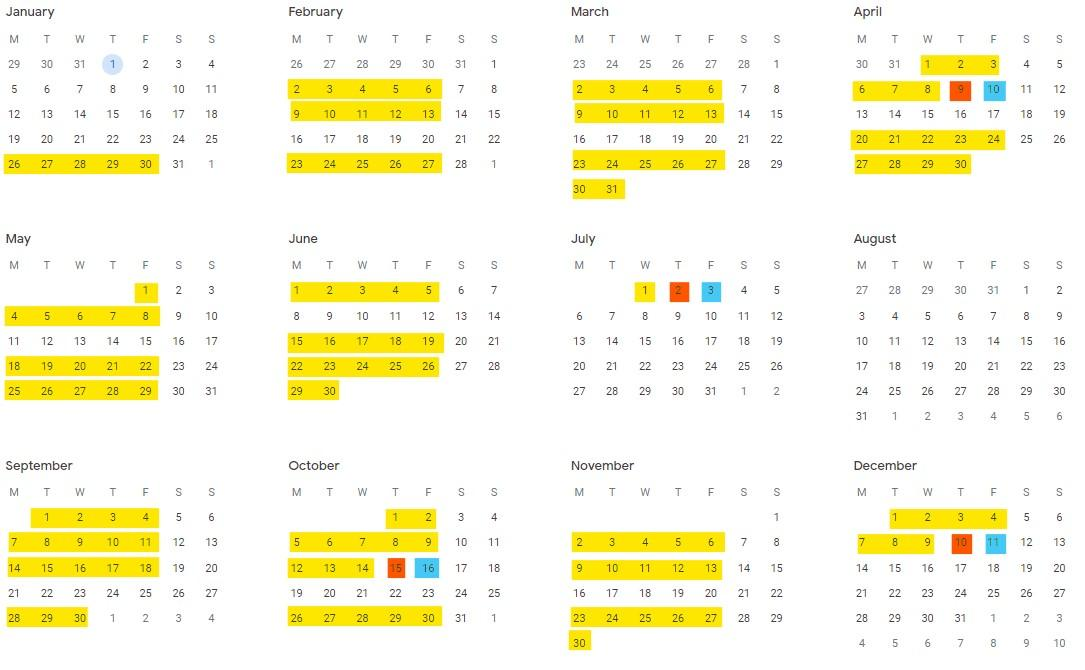 January February March April
M T W T F S S M T W T F S S M T W T F S S M T W T F S S
29 30 31 1 2 3 4 26 27 28 29 30 31 1 23 24 25 26 27 28 1 30 31 1 2 3 4 5
5 6 7 8 9 10 11 2 3 4 5 6 7 8 2 3 4 5 6 7 8 6 7 8 9 10 11 12
12 13 14 15 16 17 18 9 10 11 12 13 14 15 9 10 11 12 13 14 15 13 14 15 16 17 18 19
19 20 21 22 23 24 25 16 17 18 19 20 21 22 16 17 18 19 20 21 22 20 21 22 23 24 25 26
26 27 28 29 30 31 1 23 24 25 26 27 28 1 23 24 25 26 27 28 29 27 28 29 30
30 31
May June July August
M T W T F S S M T W T F S S M T W T F S S M T W T F S S
1 2 3 1 2 3 4 5 6 7 1 2 3 4 5 27 28 29 30 31 1 2
4 5 6 7 8 9 10 8 9 10 11 12 13 14 6 7 8 9 10 11 12 3 4 5 6 7 8 9
11 12 13 14 15 16 17 15 16 17 18 19 20 21 13 14 15 16 17 18 19 10 11 12 13 14 15 16
18 19 20 21 22 23 24 22 23 24 25 26 27 28 20 21 22 23 24 25 26 17 18 19 20 21 22 23
25 26 27 28 29 30 31 29 30 27 28 29 30 31 1 2 24 25 26 27 28 29 30
31 1 2 3 4 5 6
September October November December
M T W T F S S M T W T F S S M T W T F S S M T W T F S S
1 2 3 4 5 6 1 2 3 4 1 1 2 3 4 5 6
7 8 9 10 11 12 13 5 6 7 8 9 10 11 2 3 4 5 6 7 8 7 8 9 10 11 12 13
14 15 16 17 18 19 20 12 13 14 15 16 17 18 9 10 11 12 13 14 15 14 15 16 17 18 19 20
21 22 23 24 25 26 27 19 20 21 22 23 24 25 16 17 18 19 20 21 22 21 22 23 24 25 26 27
28 29 30 1 2 3 4 26 27 28 29 30 31 1 23 24 25 26 27 28 29 28 29 30 31 1 2 3
30 4 5 6 7 8 9 10